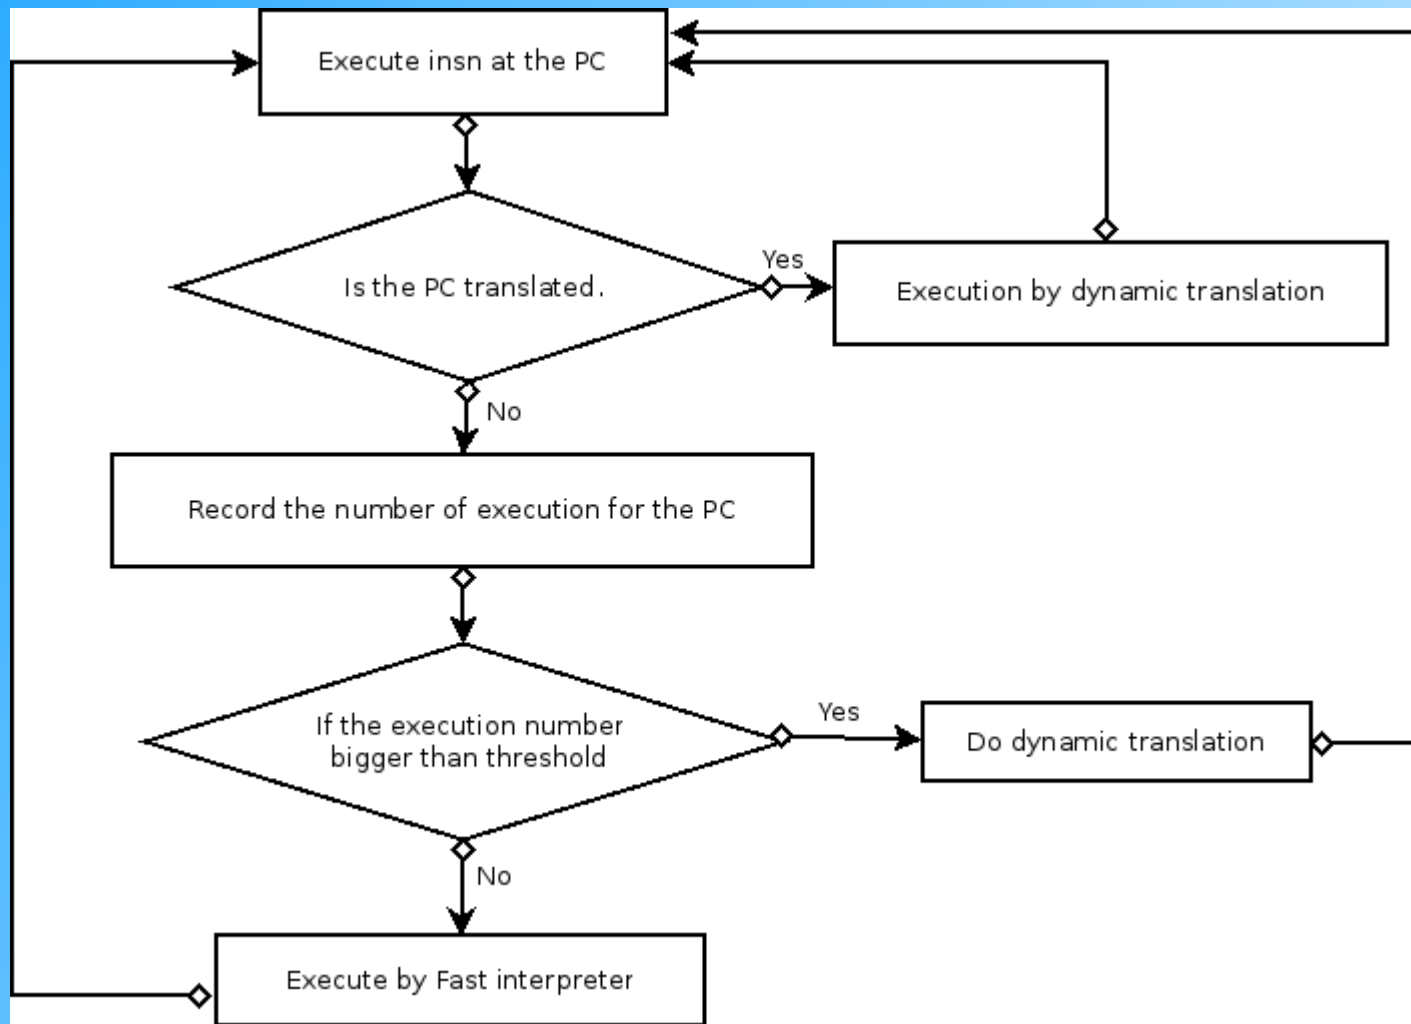 Execute insn at the PC
Yes
Is the PC translated.
Execution by dynamic translation
No
Record the number of execution for the PC
Yes
If the execution number
bigger than threshold
Do dynamic translation
No
Execute by Fast interpreter